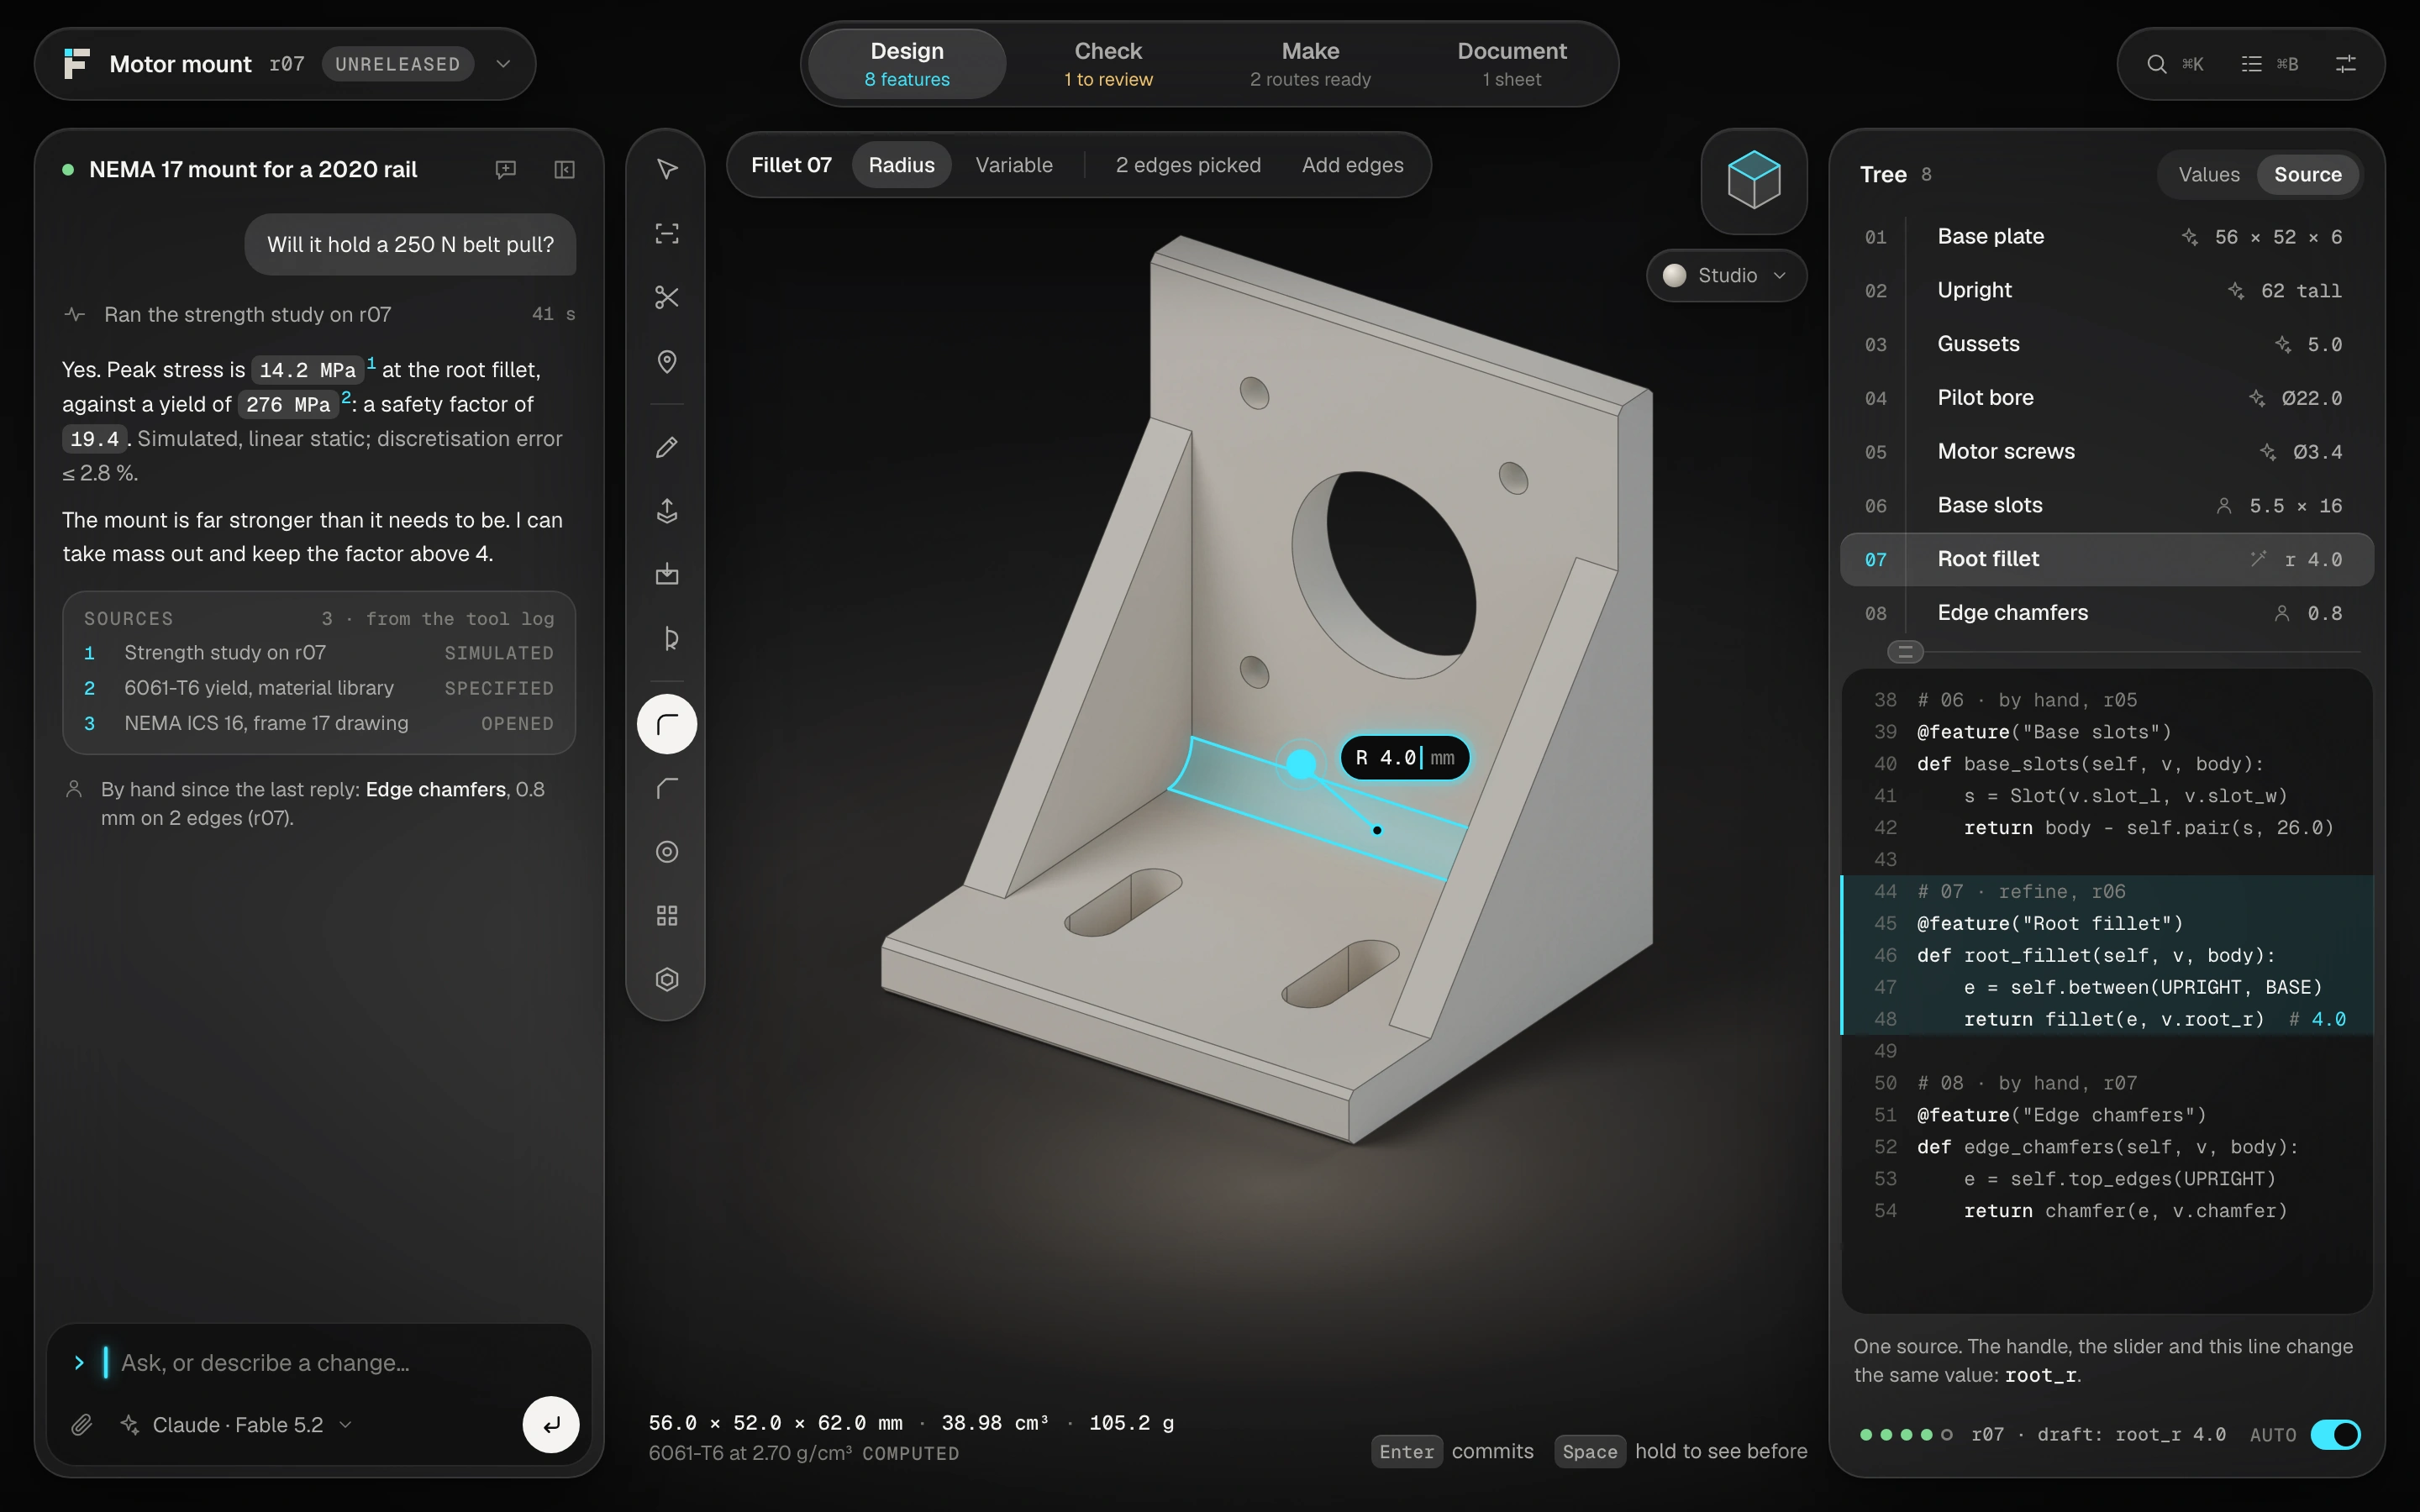 Motor mount r07 UNRELEASED
Design
8 features
Check
1 to review
Make
2 routes ready
Document
1 sheet
⌘K
⌘B
NEMA 17 mount for a 2020 rail
Will it hold a 250 N belt pull?
Ran the strength study on r07 41 s
Yes. Peak stress is 14.2 MPa 1 at the root fillet,
against a yield of 276 MPa 2: a safety factor of
19.4. Simulated, linear static; discretisation error
≤ 2.8 %.
The mount is far stronger than it needs to be. I can
take mass out and keep the factor above 4.
SOURCES 3 · from the tool log
1 Strength study on r07 SIMULATED
2 6061-T6 yield, material library SPECIFIED
3 NEMA ICS 16, frame 17 drawing OPENED
By hand since the last reply: Edge chamfers, 0.8
mm on 2 edges (r07).
Ask, or describe a change…
Claude · Fable 5.2
Fillet 07 Radius Variable 2 edges picked Add edges
Studio
R 4.0 mm
56.0 × 52.0 × 62.0 mm · 38.98 cm³ · 105.2 g
6061-T6 at 2.70 g/cm³ COMPUTED
Enter commits Space hold to see before
Tree 8 Values Source
01 Base plate 56 × 52 × 6
02 Upright 62 tall
03 Gussets 5.0
04 Pilot bore Ø22.0
05 Motor screws Ø3.4
06 Base slots 5.5 × 16
07 Root fillet r 4.0
08 Edge chamfers 0.8
38 # 06 · by hand, r05
39 @feature("Base slots")
40 def base_slots(self, v, body):
41     s = Slot(v.slot_l, v.slot_w)
42     return body - self.pair(s, 26.0)
43
44 # 07 · refine, r06
45 @feature("Root fillet")
46 def root_fillet(self, v, body):
47     e = self.between(UPRIGHT, BASE)
48     return fillet(e, v.root_r)  # 4.0
49
50 # 08 · by hand, r07
51 @feature("Edge chamfers")
52 def edge_chamfers(self, v, body):
53     e = self.top_edges(UPRIGHT)
54     return chamfer(e, v.chamfer)
One source. The handle, the slider and this line change
the same value: root_r.
r07 · draft: root_r 4.0 AUTO